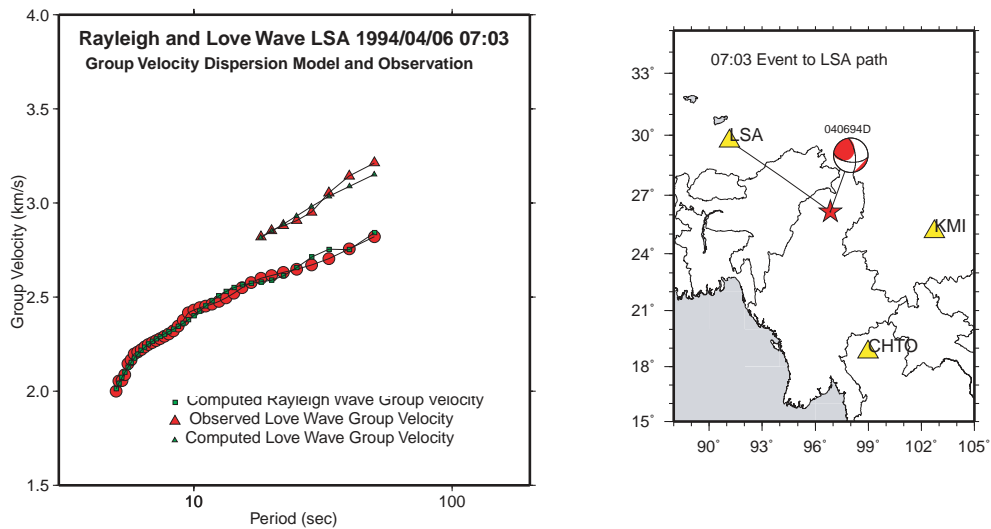 Rayleigh and Love Wave LSA 1994/04/06 07:03
Group Velocity Dispersion Model and Observation
4.0
3.5
3.0
2.5
2.0
1.5
Group Velocity (km/s)
Computed Rayleigh Wave Group Velocity
Observed Love Wave Group Velocity
Computed Love Wave Group Velocity
10
100
Period (sec)
07:03 Event to LSA path
33˚
30˚
27˚
24˚
21˚
18˚
15˚
LSA
040694D
KMI
CHTO
90˚
93˚
96˚
99˚
102˚
105˚